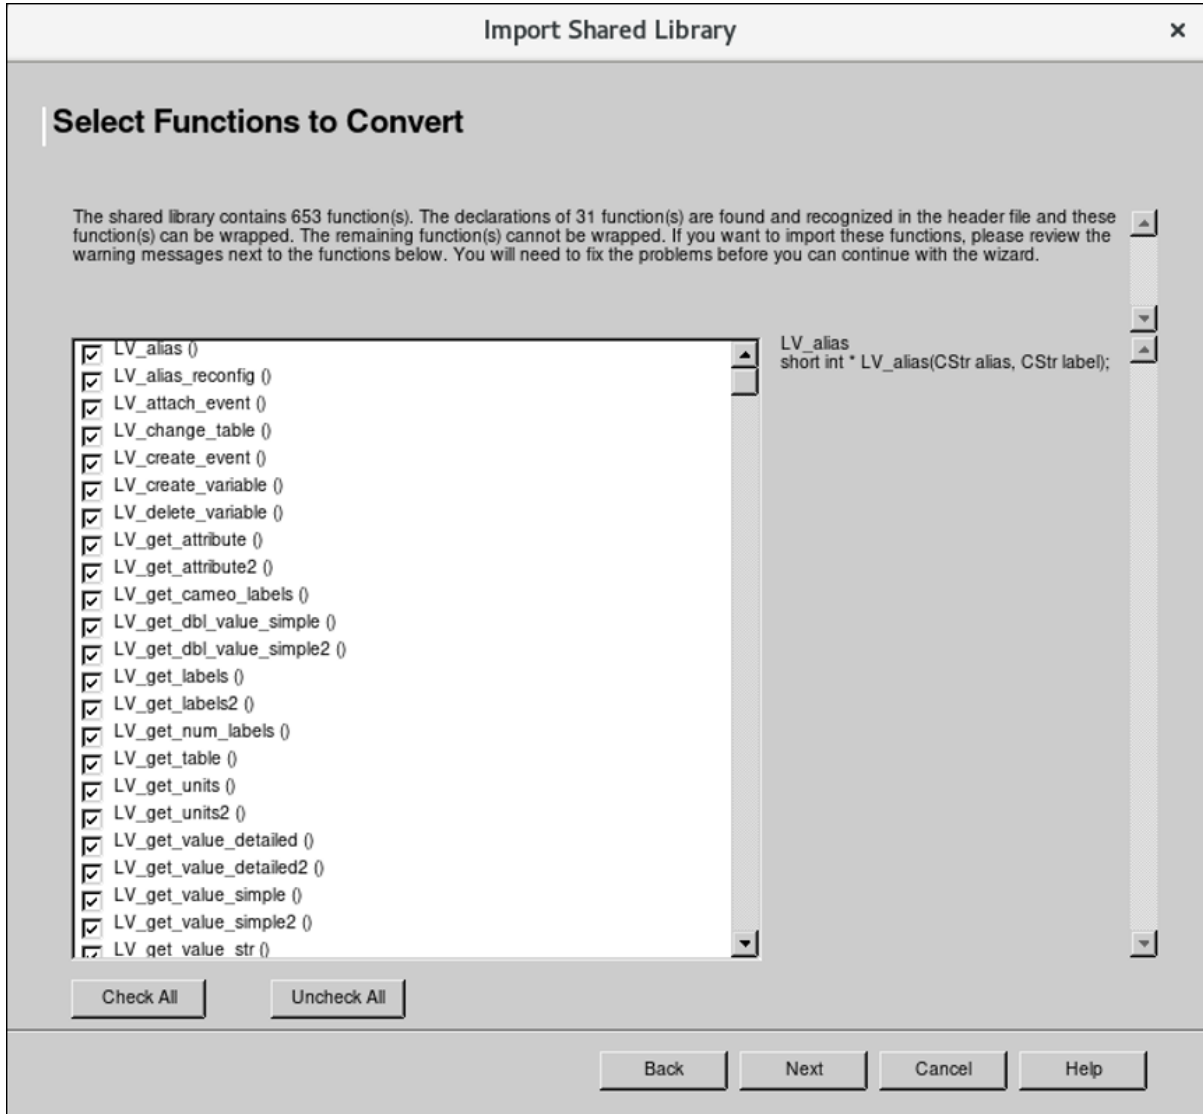 Import Shared Library
Select Functions to Convert
The shared library contains 653 function(s). The declarations of 31 function(s) are found and recognized in the header file and these
function(s) can be wrapped. The remaining function(s) cannot be wrapped. If you want to import these functions, please review the
warning messages next to the functions below. You will need to fix the problems before you can continue with the wizard.
LV_alias ()
LV_alias_reconfig ()
LV_attach_event ()
LV_change_table ()
LV_create_event ()
LV_create_variable ()
LV_delete_variable ()
LV_get_attribute ()
LV_get_attribute2 ()
LV_get_cameo_labels ()
LV_get_dbl_value_simple ()
LV_get_dbl_value_simple2 ()
LV_get_labels ()
LV_get_labels2 ()
LV_get_num_labels ()
LV_get_table ()
LV_get_units ()
LV_get_units2 ()
LV_get_value_detailed ()
LV_get_value_detailed2 ()
LV_get_value_simple ()
LV_get_value_simple2 ()
LV_get_value_str ()
LV_alias
short int * LV_alias(CStr alias, CStr label);
Check All
Uncheck All
Back
Next
Cancel
Help